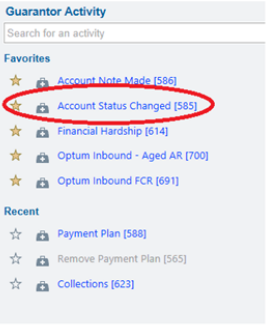 Guarantor Activity
Search for an activity
Favorites
Account Note Made [586]
Account Status Changed [585]
Financial Hardship [614]
Optum Inbound - Aged AR [700]
Optum Inbound FCR [691]
Recent
Payment Plan [588]
Remove Payment Plan [565]
Collections [623]